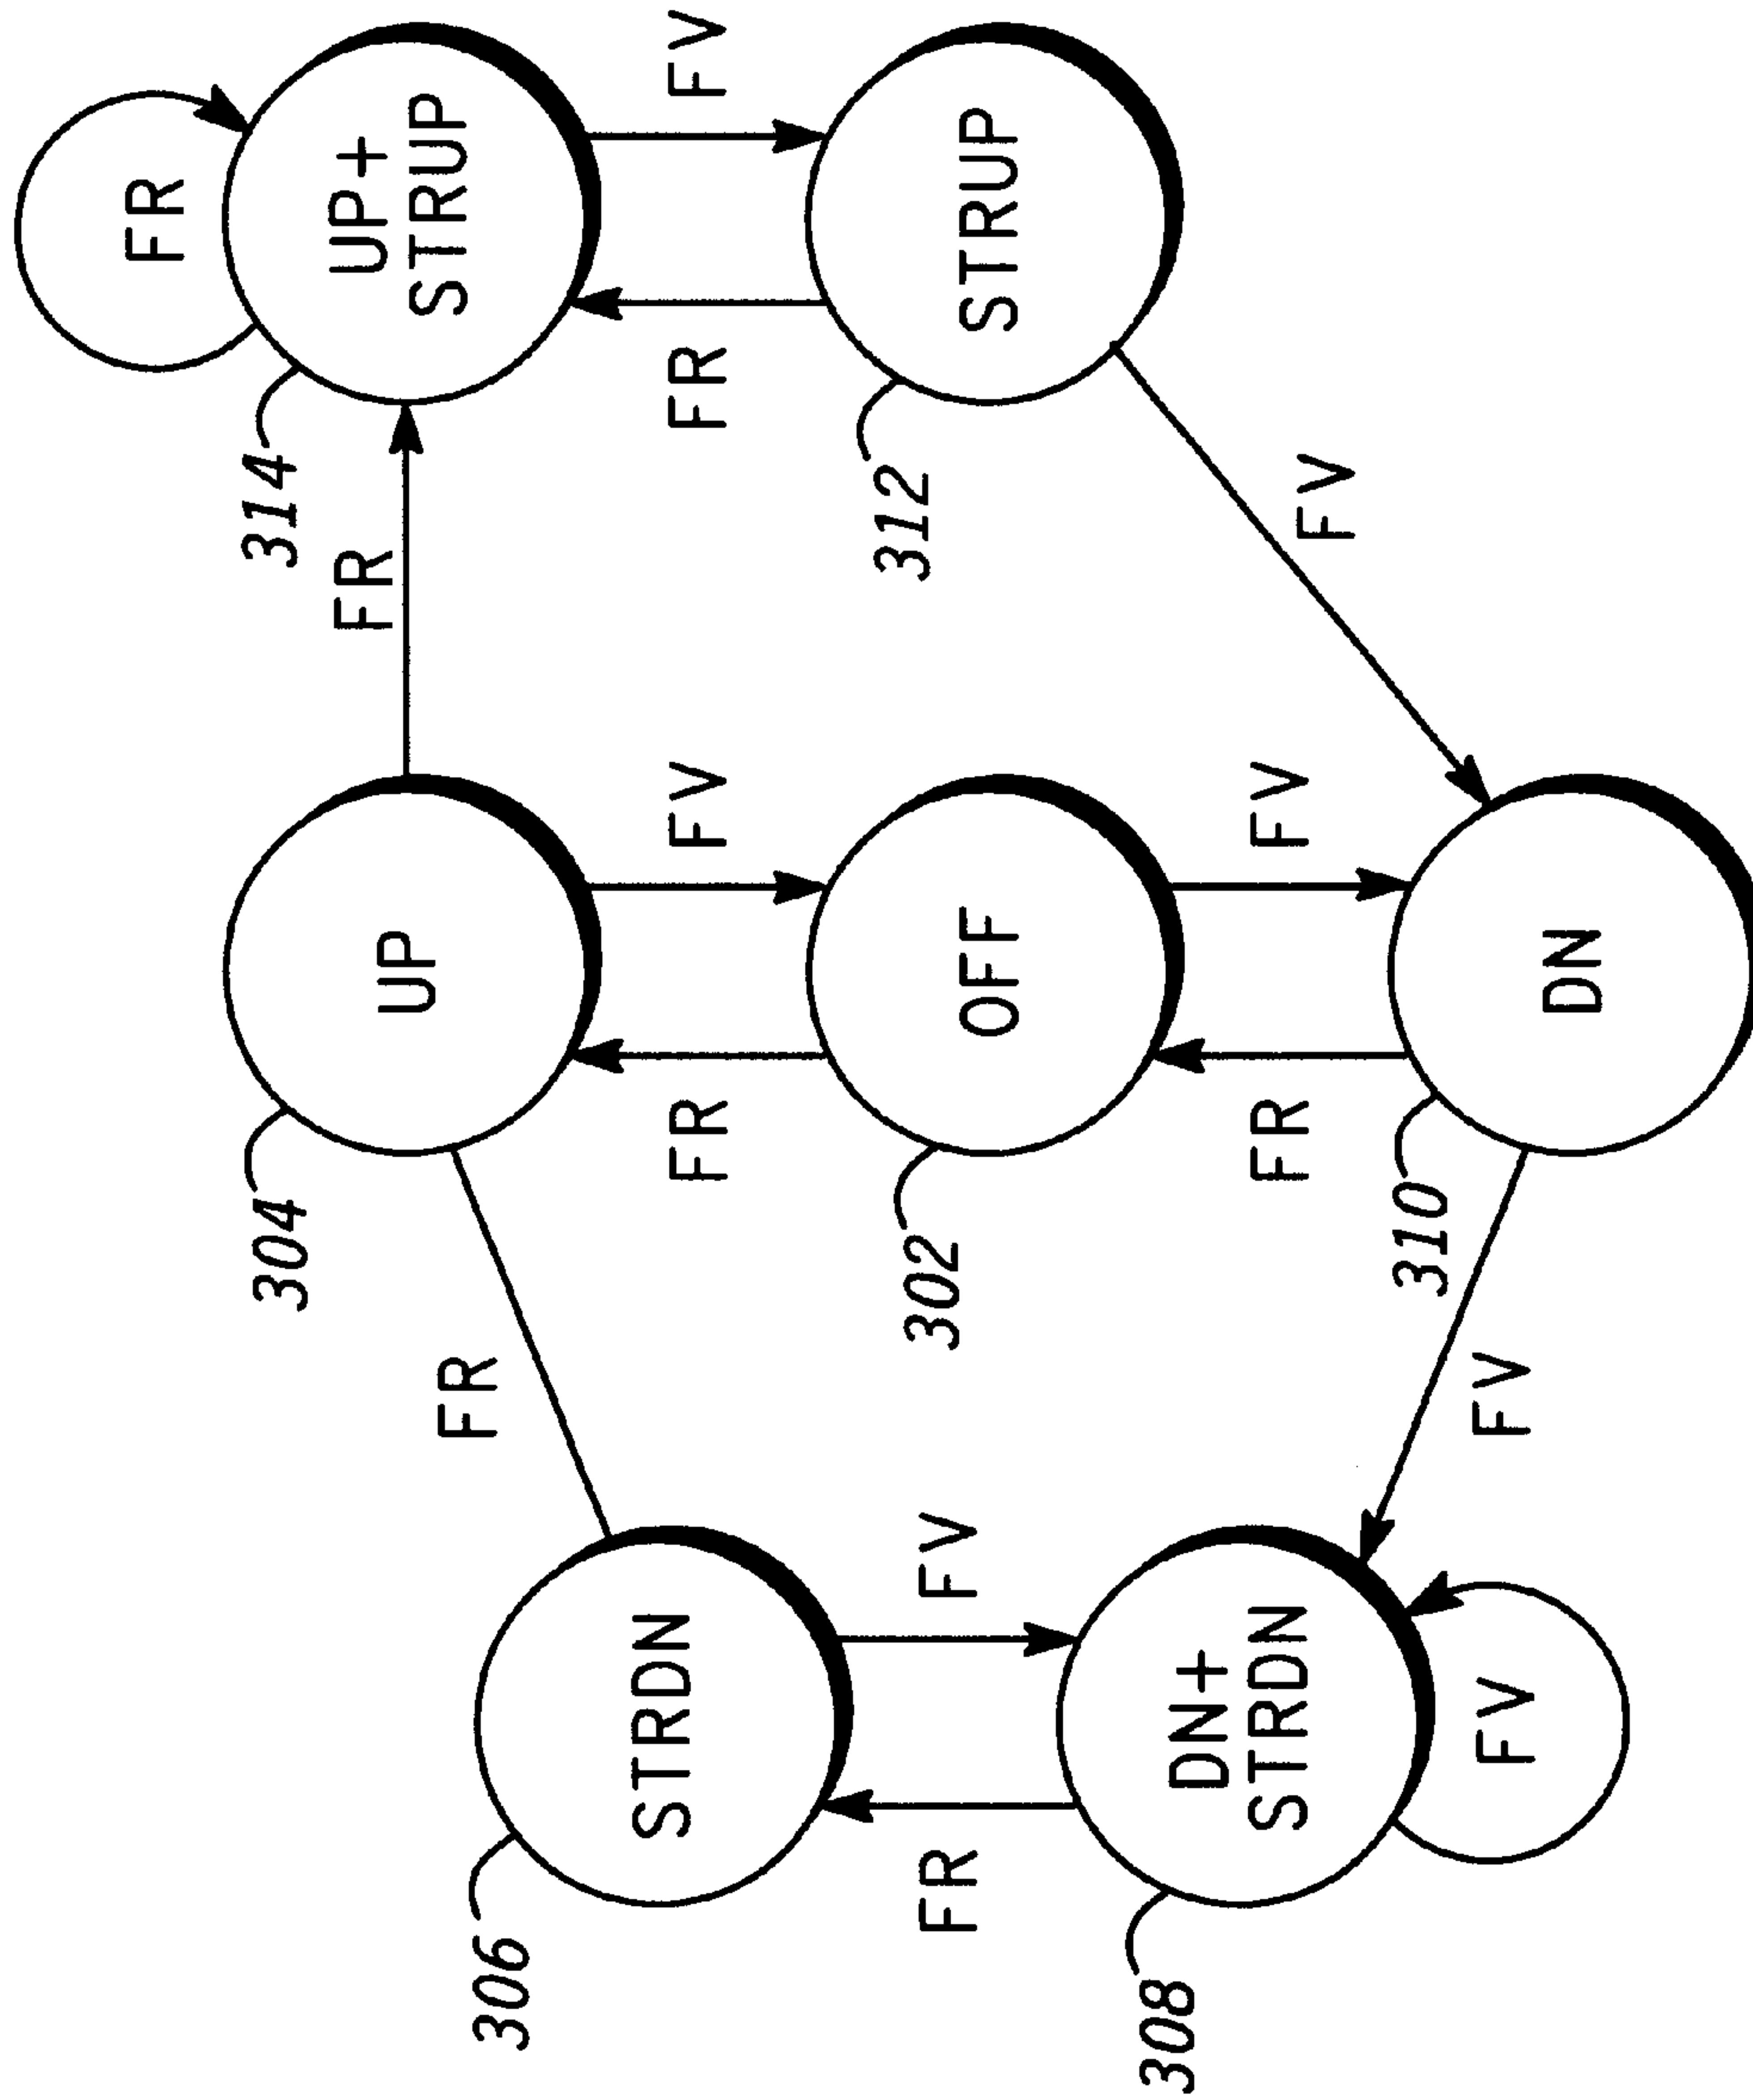 FR
314
304
FR
UP+
STRUP
UP
FR
306
STRDN
FR
FV
FR
FV
312
302
FR
FV
OFF
STRUP
308
DN+
STRDN
FR
FV
FV
310
FV
FV
DN